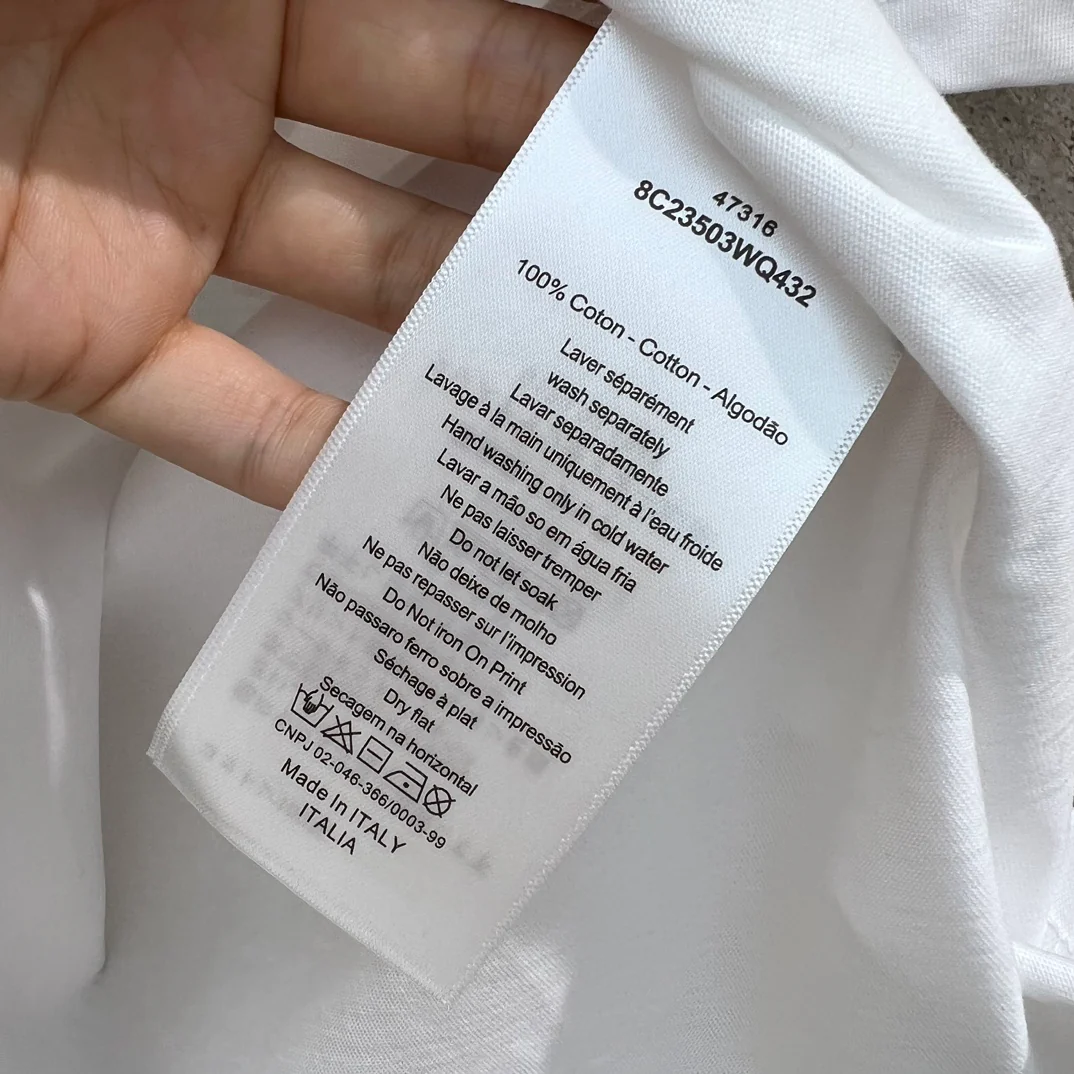 47316
8C23503WQ432
100% Coton - Cotton - Algodão
Laver séparément
wash separately
Lavar separadamente
Lavage à la main uniquement à l'eau froide
Hand washing only in cold water
Lavar a mão so em água fria
Ne pas laisser tremper
Do not let soak
Não deixe de molho
Ne pas repasser sur l'impression
Do Not iron On Print
Não passaro ferro sobre a impressão
Séchage à plat
Dry flat
Secagem na horizontal
CNPJ 02-046-366/0003-99
Made In ITALY
ITALIA